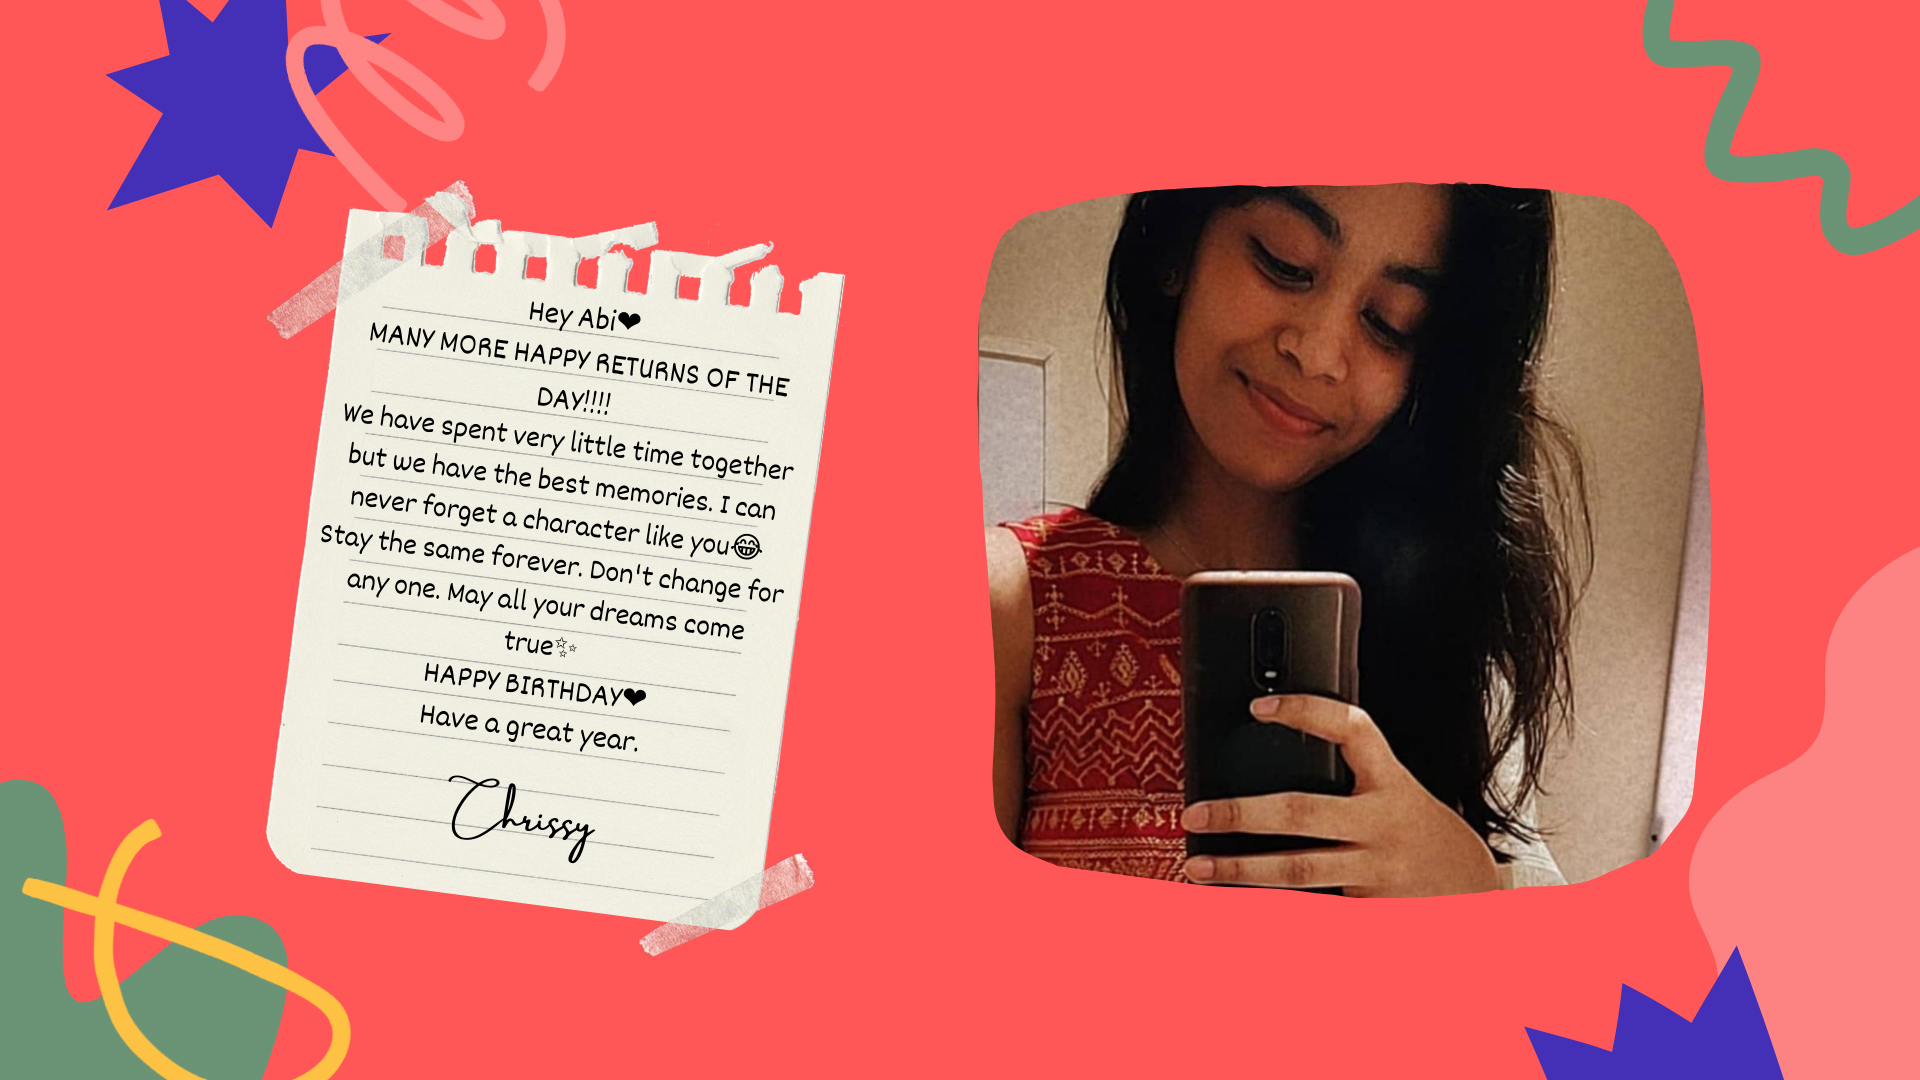 Hey Abi❤
MANY MORE HAPPY RETURNS OF THE
DAY!!!!
We have spent very little time together
but we have the best memories. I can
never forget a character like you😂
stay the same forever. Don't change for
any one. May all your dreams come
true✨
HAPPY BIRTHDAY❤
Have a great year.
Chrissy